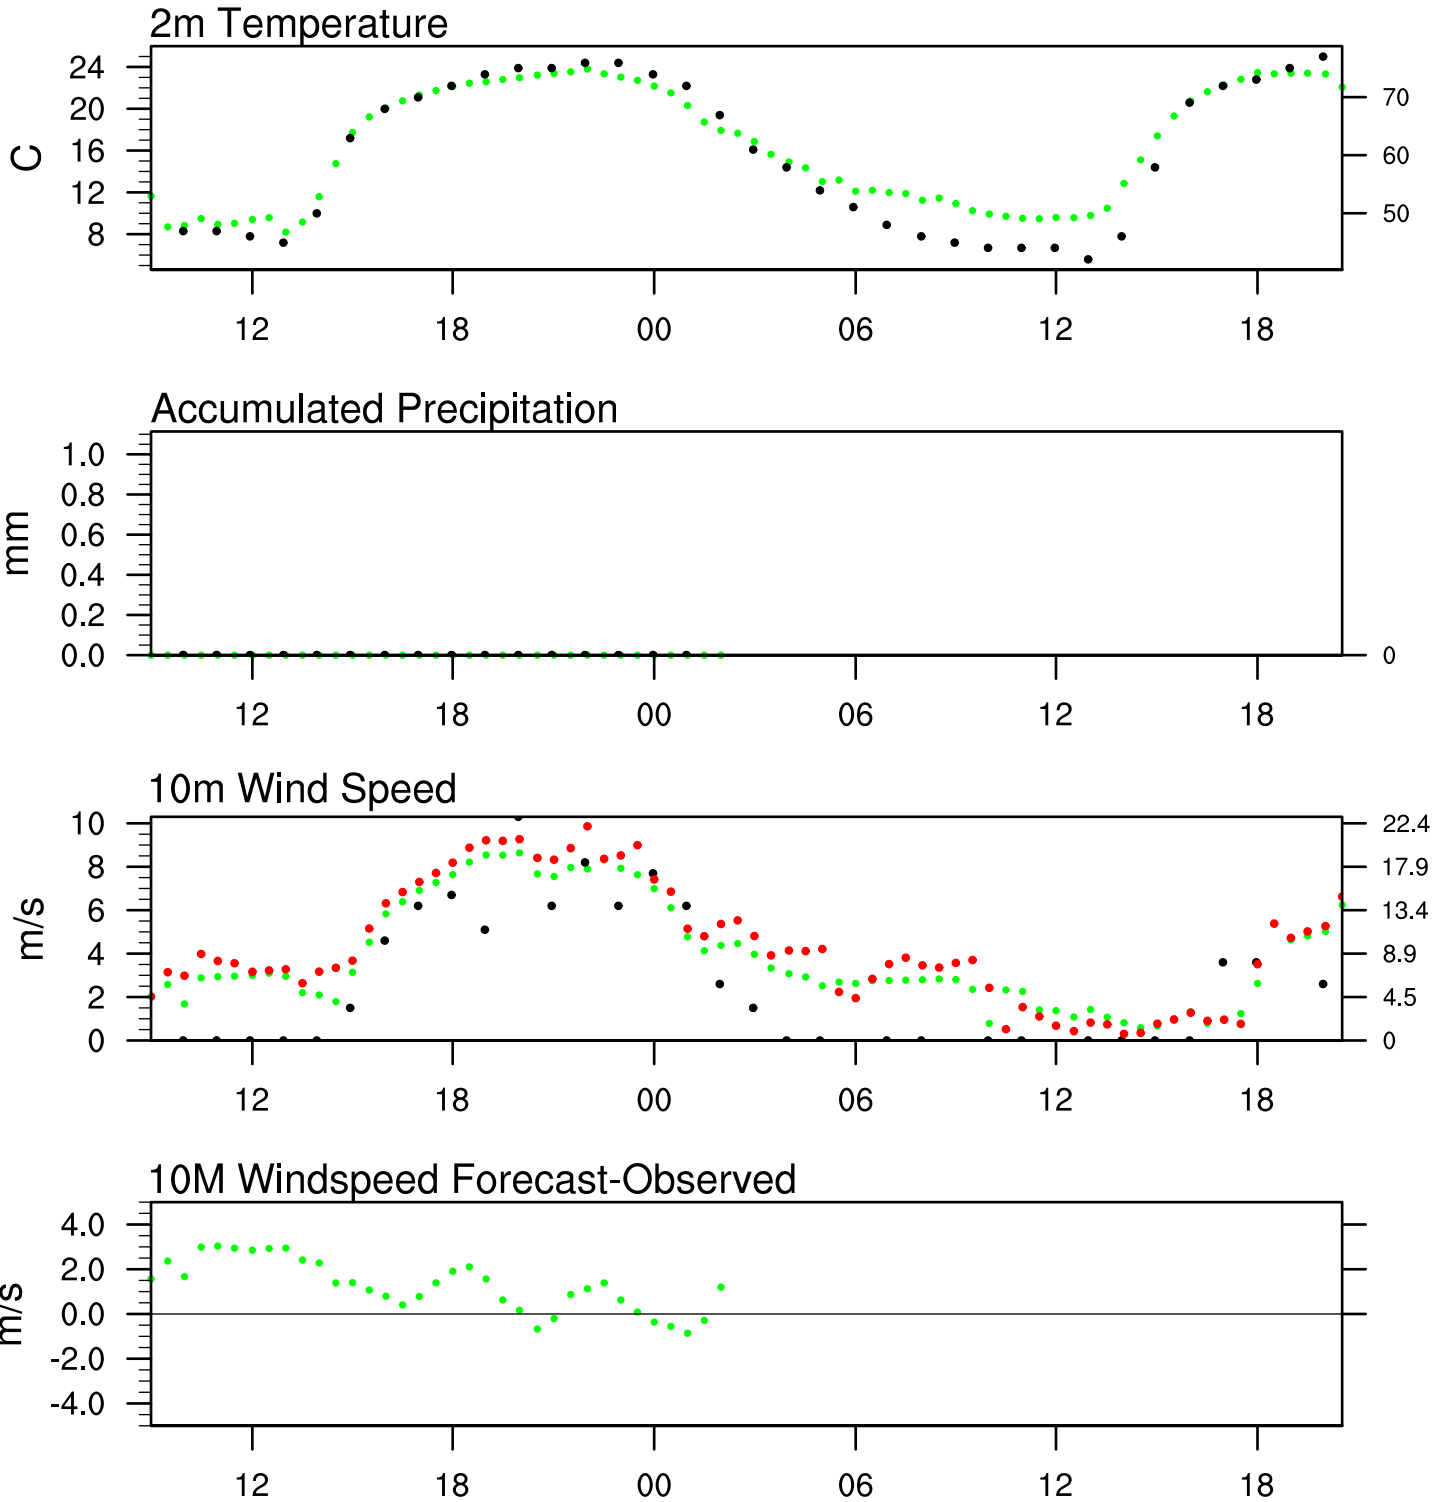 2m Temperature
24
20
16
12
8
C
70
60
50
12 18 00 06 12 18
Accumulated Precipitation
1.0
0.8
0.6
0.4
0.2
0.0
mm
0
12 18 00 06 12 18
10m Wind Speed
10
8
6
4
2
0
m/s
22.4
17.9
13.4
8.9
4.5
0
12 18 00 06 12 18
10M Windspeed Forecast-Observed
4.0
2.0
0.0
-2.0
-4.0
m/s
12 18 00 06 12 18